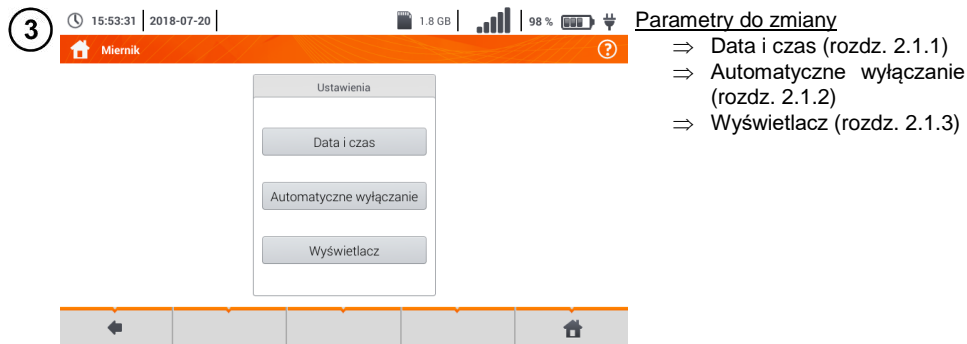 3
15:53:31 2018-07-20 1.8 GB 98 %
Miernik ?
Ustawienia
Data i czas
Automatyczne wyłączanie
Wyświetlacz
Parametry do zmiany
⇒ Data i czas (rozdz. 2.1.1)
⇒ Automatyczne wyłączanie
(rozdz. 2.1.2)
⇒ Wyświetlacz (rozdz. 2.1.3)